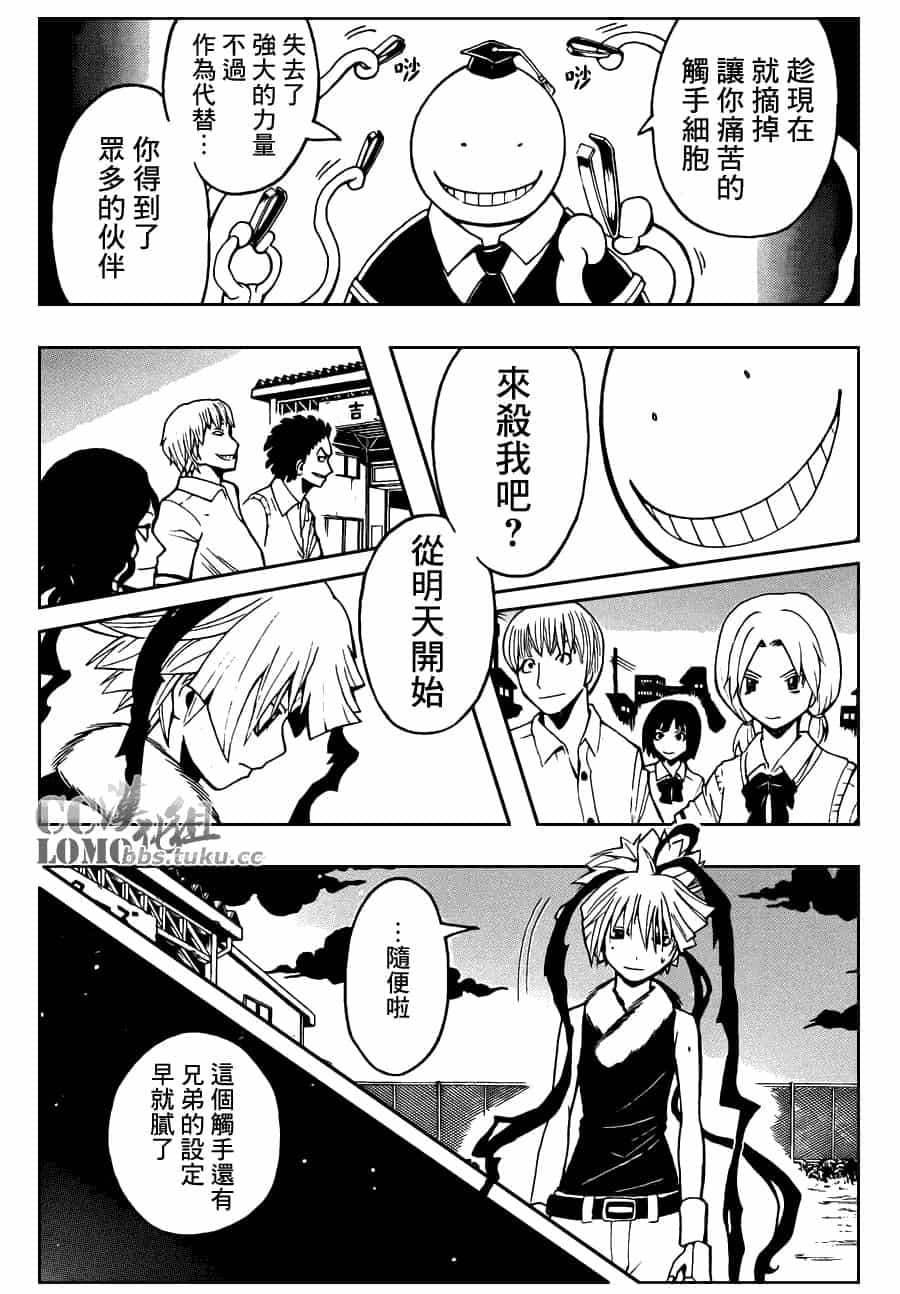 趁現在
就摘掉
讓你痛苦的
觸手細胞
唦
唦
失去了
強大的力量
不過
作為代替…
你得到了
眾多的伙伴
來殺我吧?
從明天開始
吉
CC漫祀組
LOMO
bbs.tuku.cc
…隨便啦
這個觸手還有
兄弟的設定
早就膩了